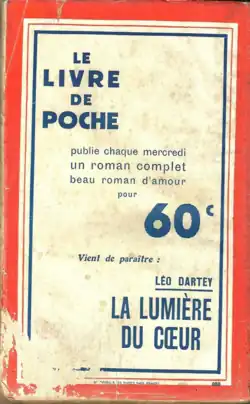 LE
LIVRE
DE
POCHE
publie chaque mercredi
un roman complet
beau roman d'amour
pour
60c
Vient de paraître :
LÉO DARTEY
LA LUMIÈRE
DU CŒUR